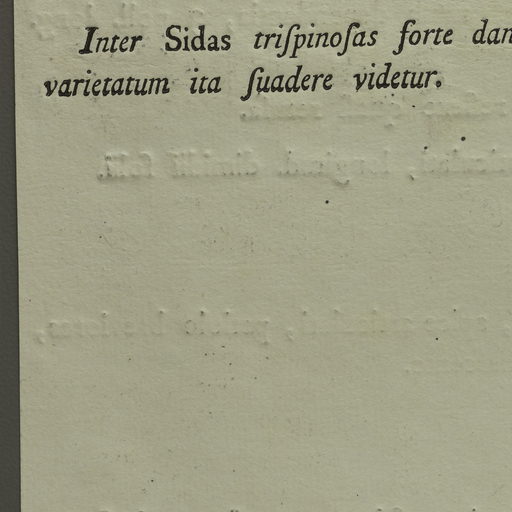 Inter Sidas triſpinoſas forte dan
varietatum ita ſuadere videtur.